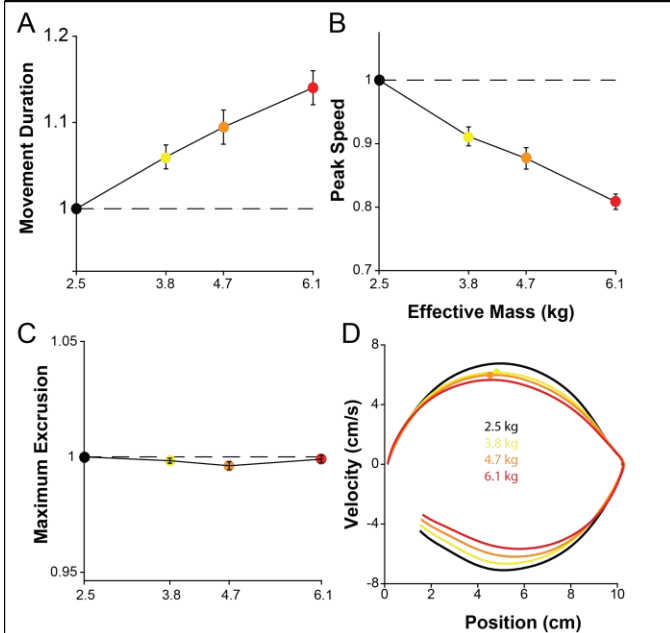 A
Movement Duration
1.2
1.1
1
2.5
3.8
4.7
6.1
B
Peak Speed
1
0.9
0.8
0.7
2.5
3.8
4.7
6.1
Effective Mass (kg)
C
Maximum Excrusion
1.05
1
0.95
2.5
3.8
4.7
6.1
D
Velocity (cm/s)
8
4
0
-4
-8
2.5 kg
3.8 kg
4.7 kg
6.1 kg
0
2
4
6
8
10
Position (cm)